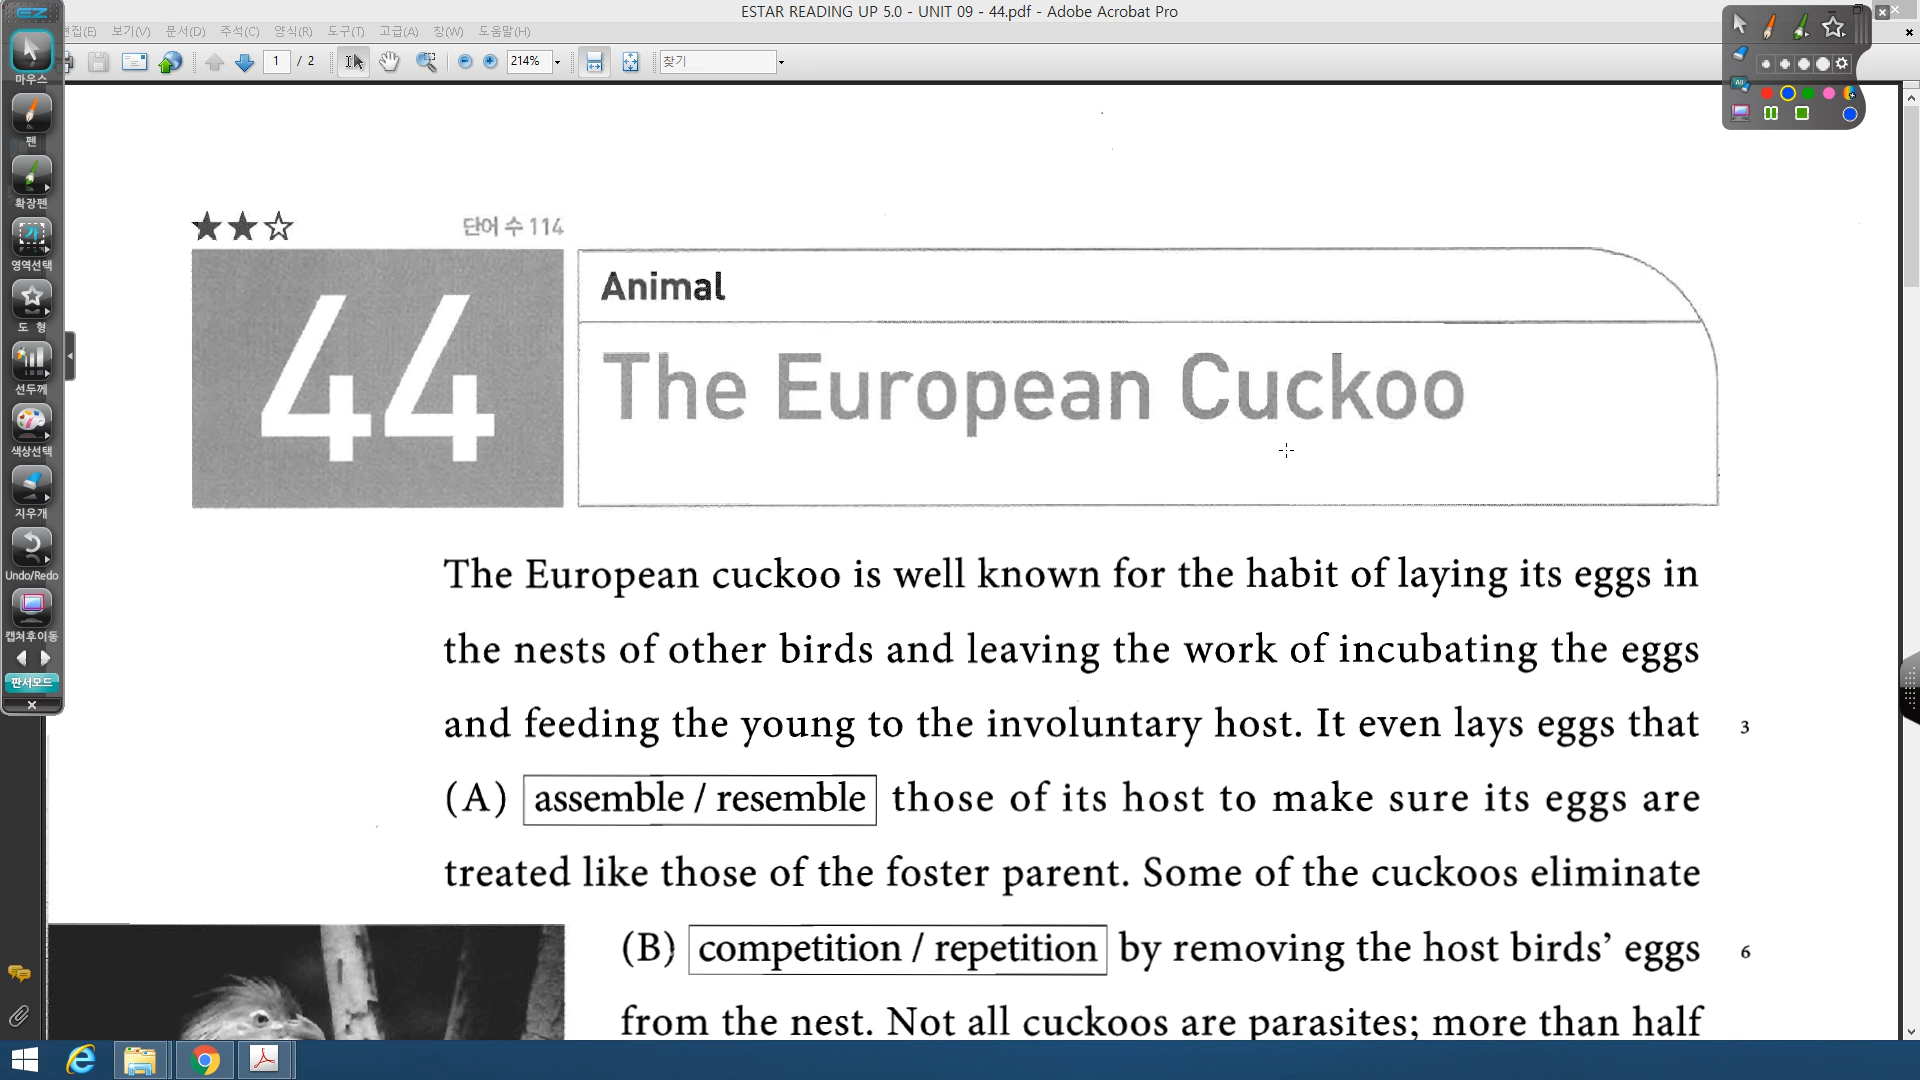 ESTAR READING UP 5.0 - UNIT 09 - 44.pdf - Adobe Acrobat Pro
편집(E) 보기(V) 문서(D) 주석(C) 양식(R) 도구(T) 고급(A) 창(W) 도움말(H)
1 / 2 214% 찾기
EZ
마우스
펜
확장펜
가
영역선택
도 형
선두께
색상선택
지우개
Undo/Redo
캡쳐후이동
판서모드
All
단어 수 114
44
Animal
The European Cuckoo
The European cuckoo is well known for the habit of laying its eggs in
the nests of other birds and leaving the work of incubating the eggs
and feeding the young to the involuntary host. It even lays eggs that 3
(A) assemble / resemble those of its host to make sure its eggs are
treated like those of the foster parent. Some of the cuckoos eliminate
(B) competition / repetition by removing the host birds’ eggs 6
from the nest. Not all cuckoos are parasites; more than half